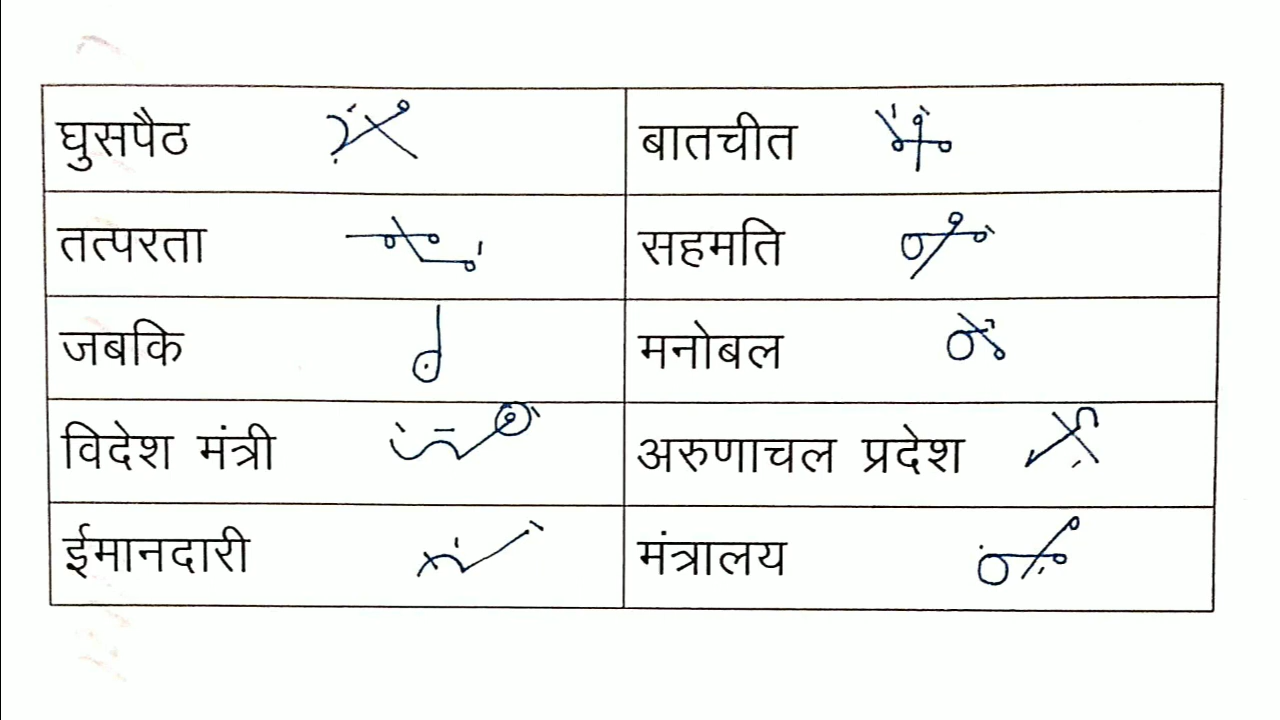 घुसपैठ बातचीत
तत्परता सहमति
जबकि मनोबल
विदेश मंत्री अरुणाचल प्रदेश
ईमानदारी मंत्रालय